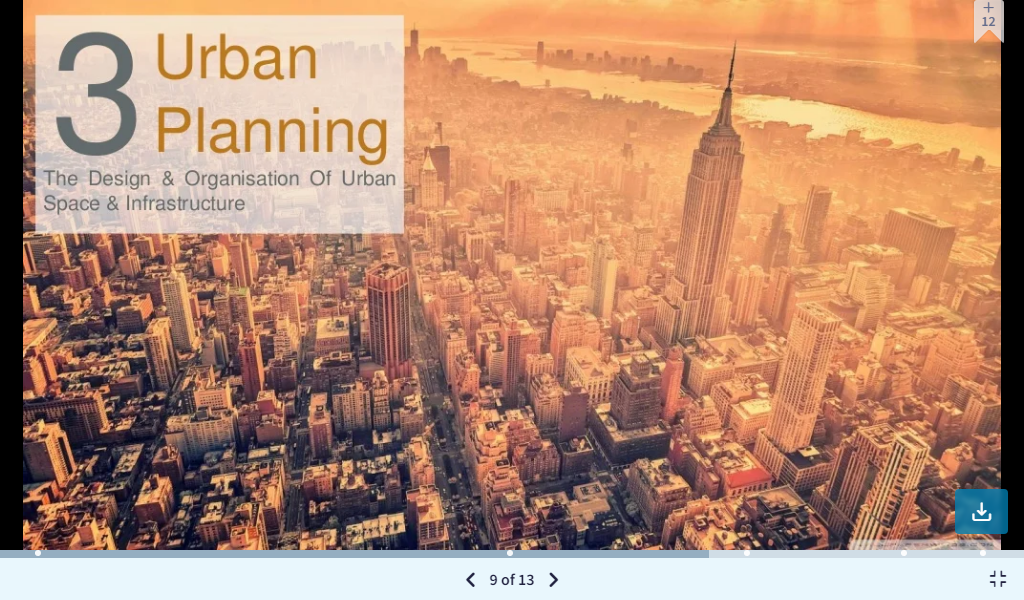 12
3
Urban
Planning
The Design & Organisation Of Urban
Space & Infrastructure
9 of 13